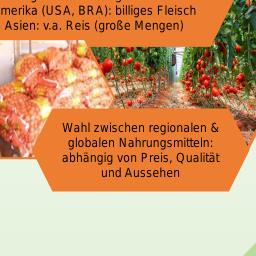 merika (USA, BRA): billiges Fleisch
Asien: v.a. Reis (große Mengen)
Wahl zwischen regionalen &
globalen Nahrungsmitteln:
abhängig von Preis, Qualität
und Aussehen